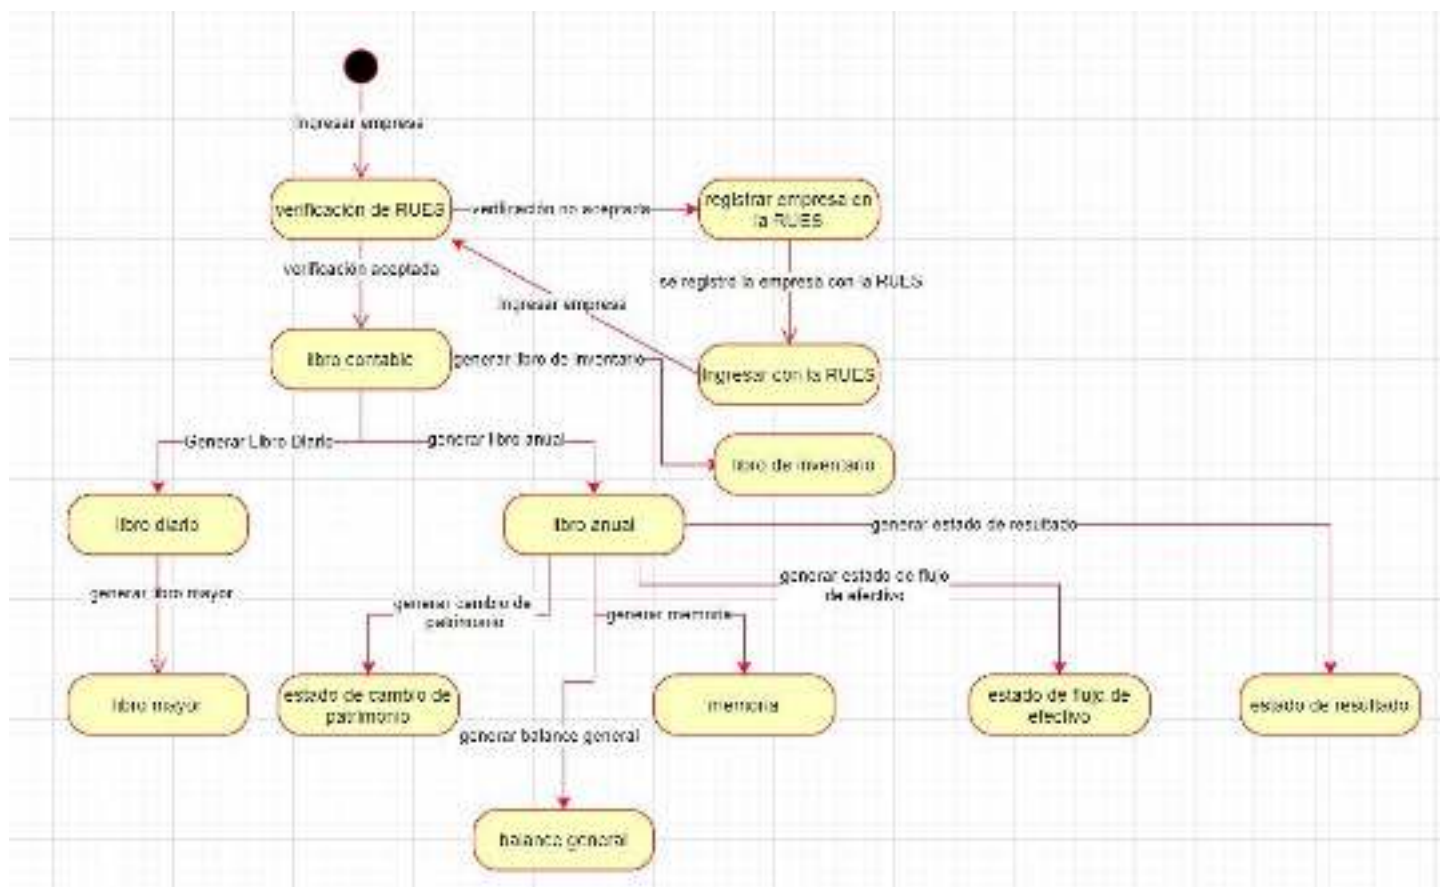 Ingresar empresa
verificación de RUES
verificación no aceptada
registrar empresa en
la RUES
verificación aceptada
se registró la empresa con la RUES
Ingresar empresa
libro contable
generar libro de inventario
Ingresar con la RUES
Generar Libro Diario
generar libro anual
libro de inventario
libro diario
libro anual
generar estado de resultado
generar libro mayor
generar estado de flujo
de efectivo
generar cambio de
patrimonio
generar memoria
libro mayor
estado de cambio de
patrimonio
memoria
estado de flujo de
efectivo
estado de resultado
generar balance general
balance general